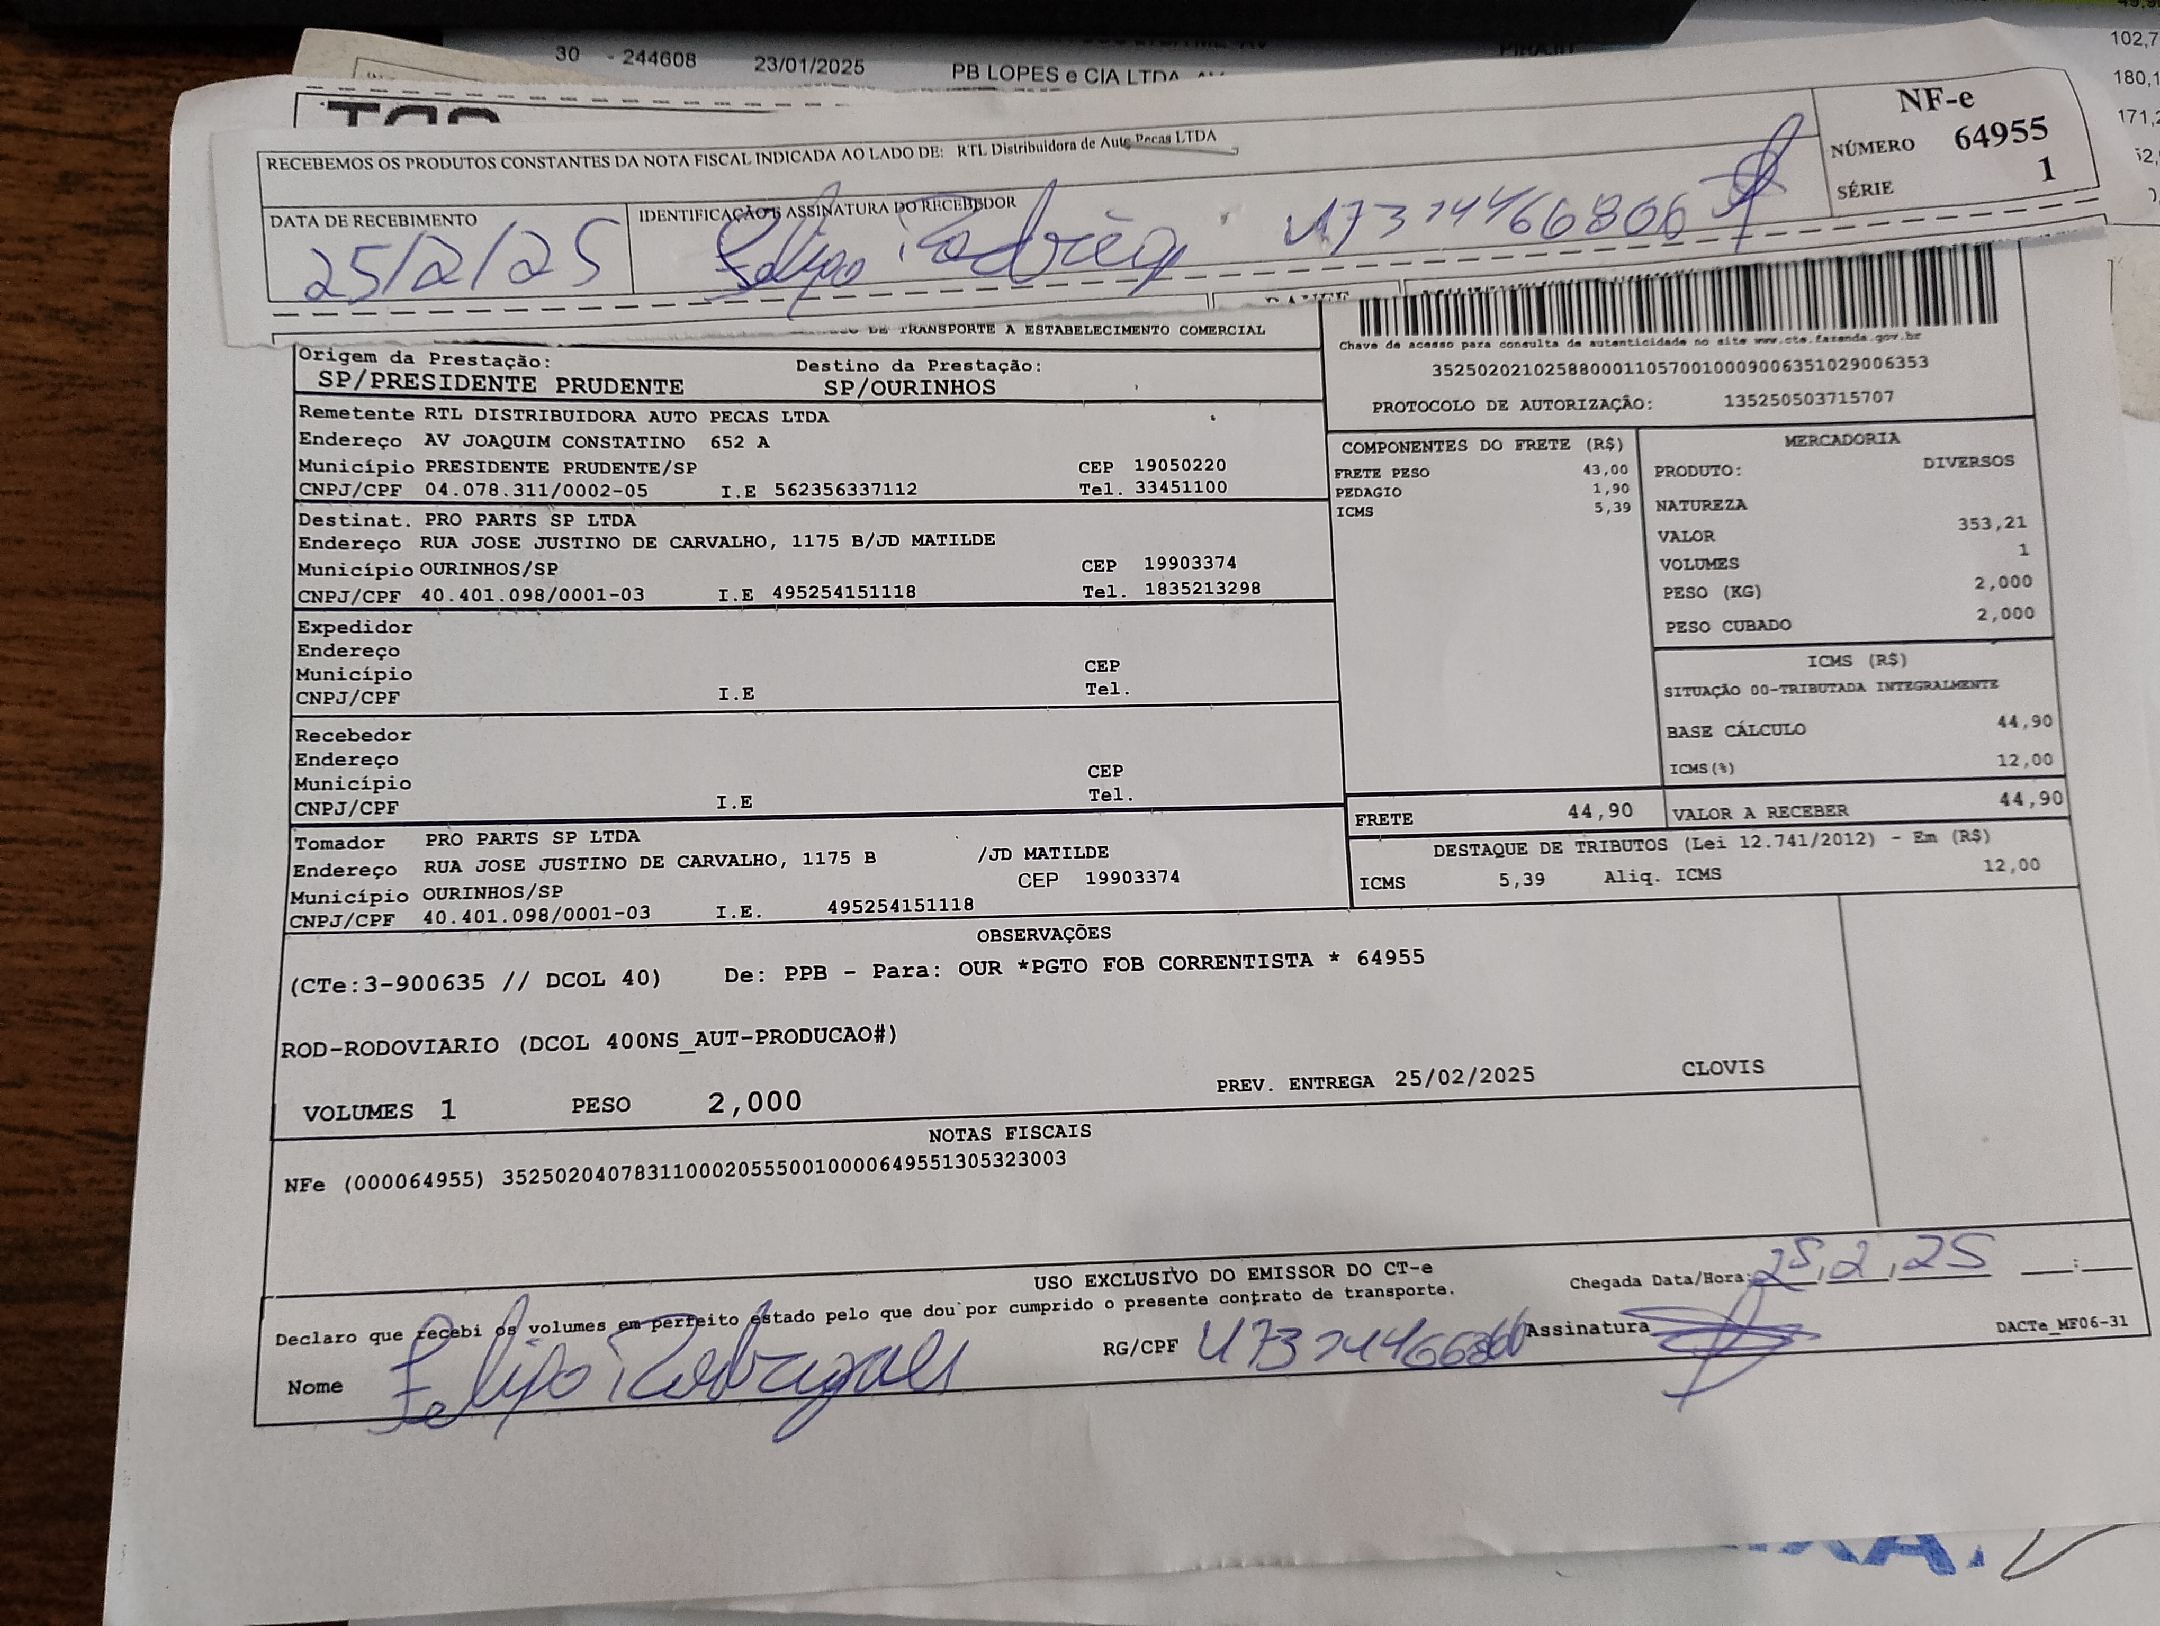 30 - 244608 23/01/2025 PB LOPES e CIA LTDA
RECEBEMOS OS PRODUTOS CONSTANTES DA NOTA FISCAL INDICADA AO LADO DE: RTL Distribuidora de Auto Pecas LTDA
NF-e
NÚMERO 64955
SÉRIE 1
DATA DE RECEBIMENTO
25/2/25
IDENTIFICAÇÃO E ASSINATURA DO RECEBEDOR
DE TRANSPORTE A ESTABELECIMENTO COMERCIAL
Origem da Prestação: Destino da Prestação:
SP/PRESIDENTE PRUDENTE SP/OURINHOS
Remetente RTL DISTRIBUIDORA AUTO PECAS LTDA
Endereço AV JOAQUIM CONSTATINO 652 A
Município PRESIDENTE PRUDENTE/SP CEP 19050220
CNPJ/CPF 04.078.311/0002-05 I.E 562356337112 Tel. 33451100
Destinat. PRO PARTS SP LTDA
Endereço RUA JOSE JUSTINO DE CARVALHO, 1175 B/JD MATILDE
Município OURINHOS/SP CEP 19903374
CNPJ/CPF 40.401.098/0001-03 I.E 495254151118 Tel. 1835213298
Expedidor
Endereço
Município CEP
CNPJ/CPF I.E Tel.
Recebedor
Endereço
Município CEP
CNPJ/CPF I.E Tel.
Tomador PRO PARTS SP LTDA
Endereço RUA JOSE JUSTINO DE CARVALHO, 1175 B /JD MATILDE
Município OURINHOS/SP CEP 19903374
CNPJ/CPF 40.401.098/0001-03 I.E. 495254151118
Chave de acesso para consulta de autenticidade no site www.cte.fazenda.gov.br
35250202102588000110570010009006351029006353
PROTOCOLO DE AUTORIZAÇÃO: 135250503715707
COMPONENTES DO FRETE (R$)
FRETE PESO 43,00
PEDAGIO 1,90
ICMS 5,39
MERCADORIA
PRODUTO: DIVERSOS
NATUREZA
VALOR 353,21
VOLUMES 1
PESO (KG) 2,000
PESO CUBADO 2,000
ICMS (R$)
SITUAÇÃO 00-TRIBUTADA INTEGRALMENTE
BASE CÁLCULO 44,90
ICMS(%) 12,00
FRETE 44,90 VALOR A RECEBER 44,90
DESTAQUE DE TRIBUTOS (Lei 12.741/2012) - Em (R$)
ICMS 5,39 Aliq. ICMS 12,00
OBSERVAÇÕES
(CTe:3-900635 // DCOL 40) De: PPB - Para: OUR *PGTO FOB CORRENTISTA * 64955
ROD-RODOVIARIO (DCOL 400NS_AUT-PRODUCAO#)
VOLUMES 1 PESO 2,000 PREV. ENTREGA 25/02/2025 CLOVIS
NOTAS FISCAIS
NFe (000064955) 35250204078311000205550010000649551305323003
USO EXCLUSIVO DO EMISSOR DO CT-e
Declaro que recebi os volumes em perfeito estado pelo que dou por cumprido o presente contrato de transporte.
Chegada Data/Hora: 25,2,25 :
Nome Felipo Rodrigues RG/CPF Assinatura
DACTe_MF06-31